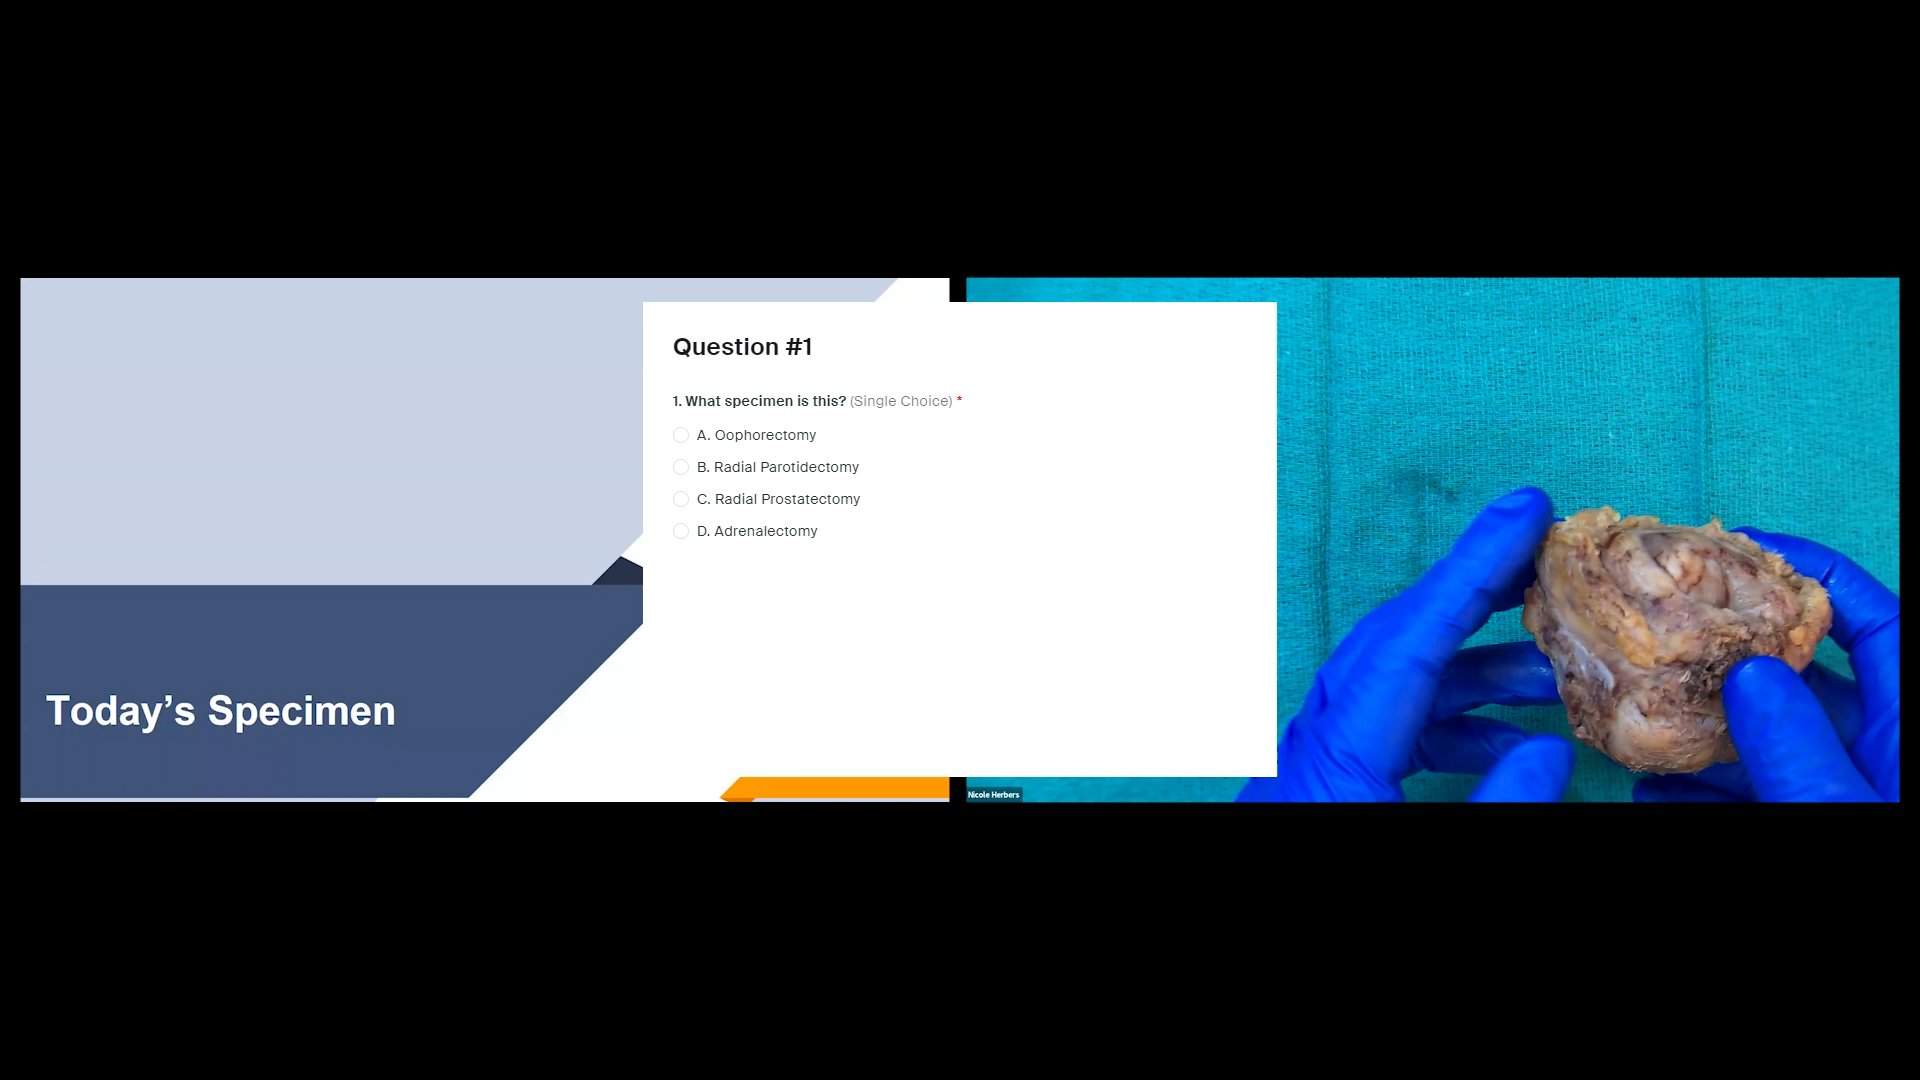 Question #1
1. What specimen is this? (Single Choice) *
A. Oophorectomy
B. Radial Parotidectomy
C. Radial Prostatectomy
D. Adrenalectomy
Today’s Specimen
Nicole Herbers